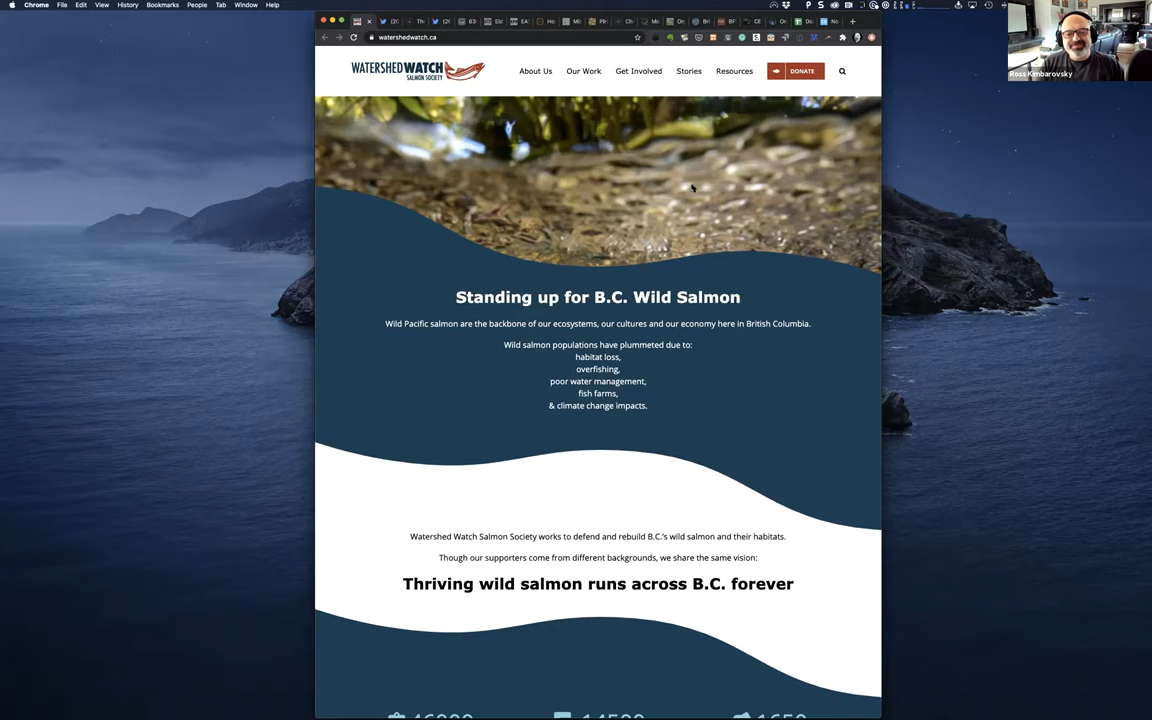 Chrome File Edit View History Bookmarks People Tab Window Help
watershedwatch.ca
WATERSHED WATCH
SALMON SOCIETY
About Us Our Work Get Involved Stories Resources DONATE
Ross Kimbarovsky
Standing up for B.C. Wild Salmon
Wild Pacific salmon are the backbone of our ecosystems, our cultures and our economy here in British Columbia.
Wild salmon populations have plummeted due to:
habitat loss,
overfishing,
poor water management,
fish farms,
& climate change impacts.
Watershed Watch Salmon Society works to defend and rebuild B.C.'s wild salmon and their habitats.
Though our supporters come from different backgrounds, we share the same vision:
Thriving wild salmon runs across B.C. forever